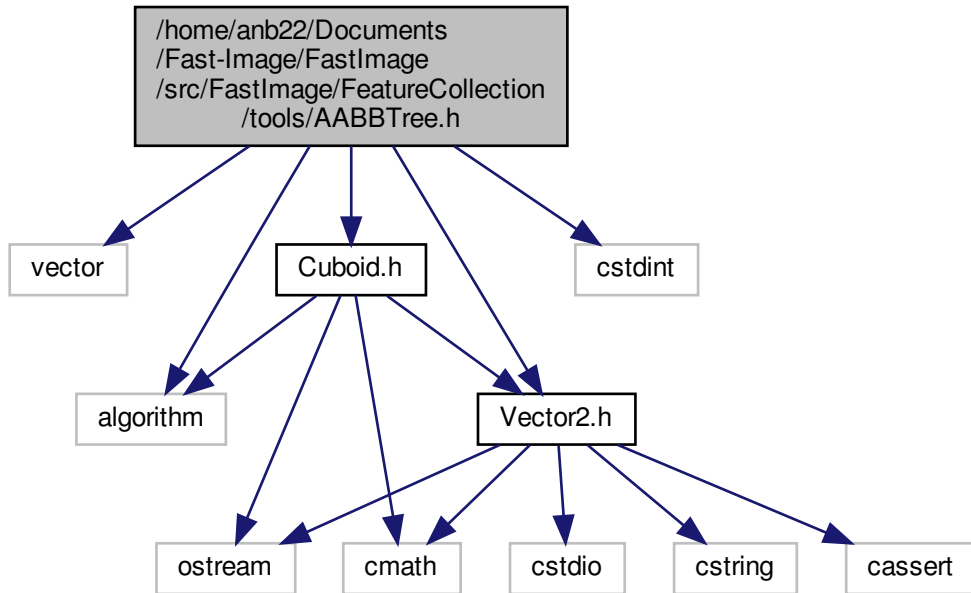 /home/anb22/Documents
/Fast-Image/FastImage
/src/FastImage/FeatureCollection
/tools/AABBTree.h
vector
Cuboid.h
cstdint
algorithm
Vector2.h
ostream
cmath
cstdio
cstring
cassert